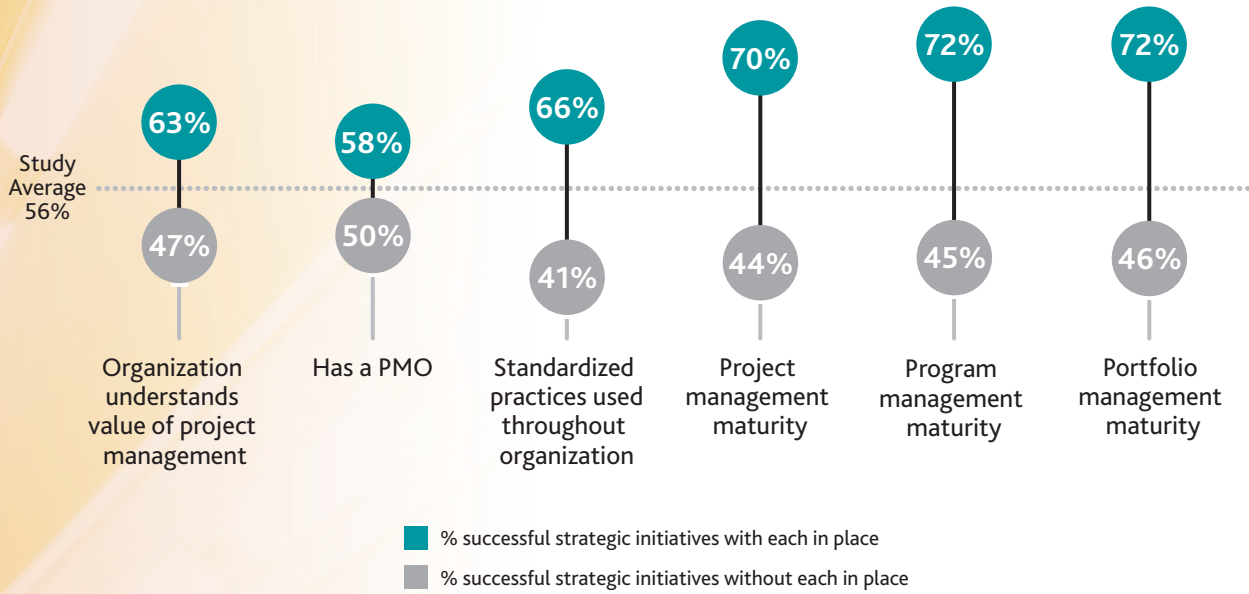 63%
58%
66%
70%
72%
72%
Study
Average
56%
47%
50%
41%
44%
45%
46%
Organization
understands
value of project
management
Has a PMO
Standardized
practices used
throughout
organization
Project
management
maturity
Program
management
maturity
Portfolio
management
maturity
% successful strategic initiatives with each in place
% successful strategic initiatives without each in place